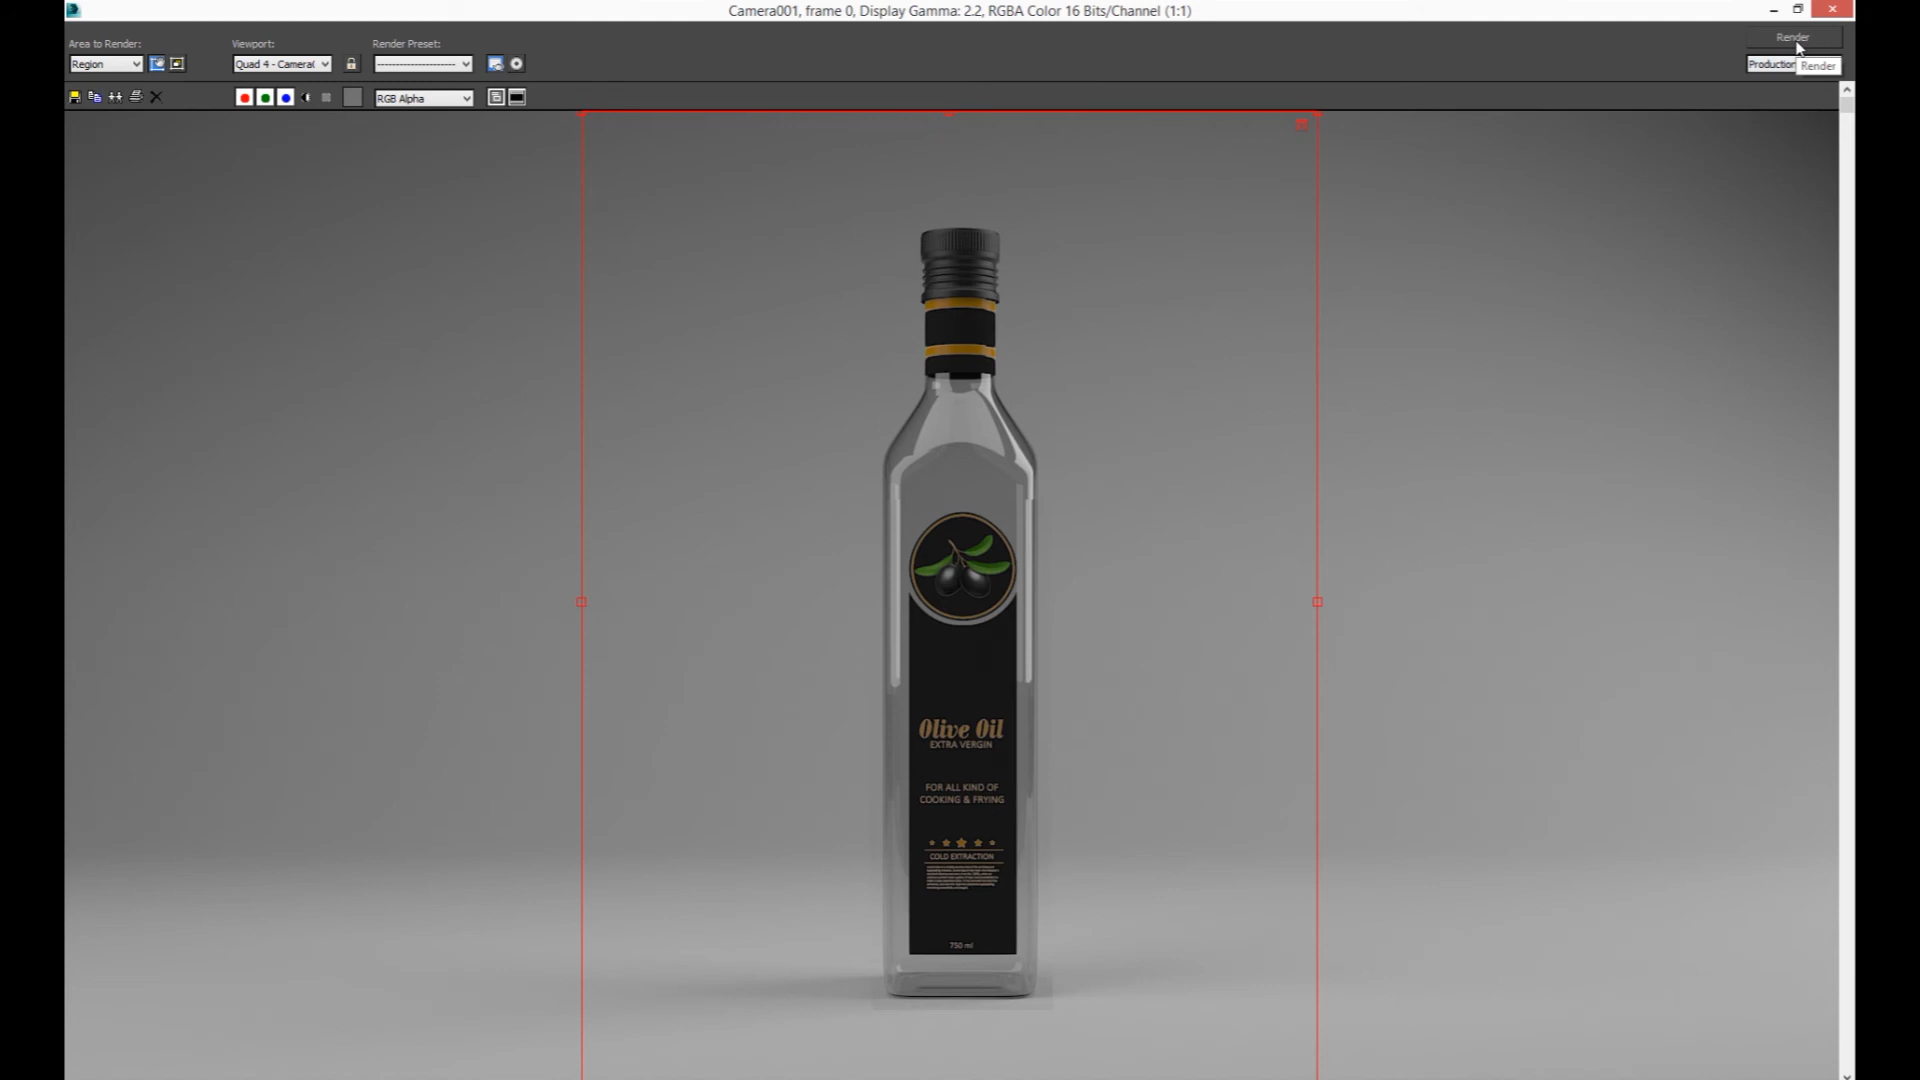 Camera001, frame 0, Display Gamma: 2.2, RGBA Color 16 Bits/Channel (1:1)
Area to Render:
Viewport:
Render Preset:
Render
Region
Quad 4 - Cameral
Production
Render
RGB Alpha
Olive Oil
EXTRA VERGIN
FOR ALL KIND OF
COOKING & FRYING
COLD EXTRACTION
750 ml